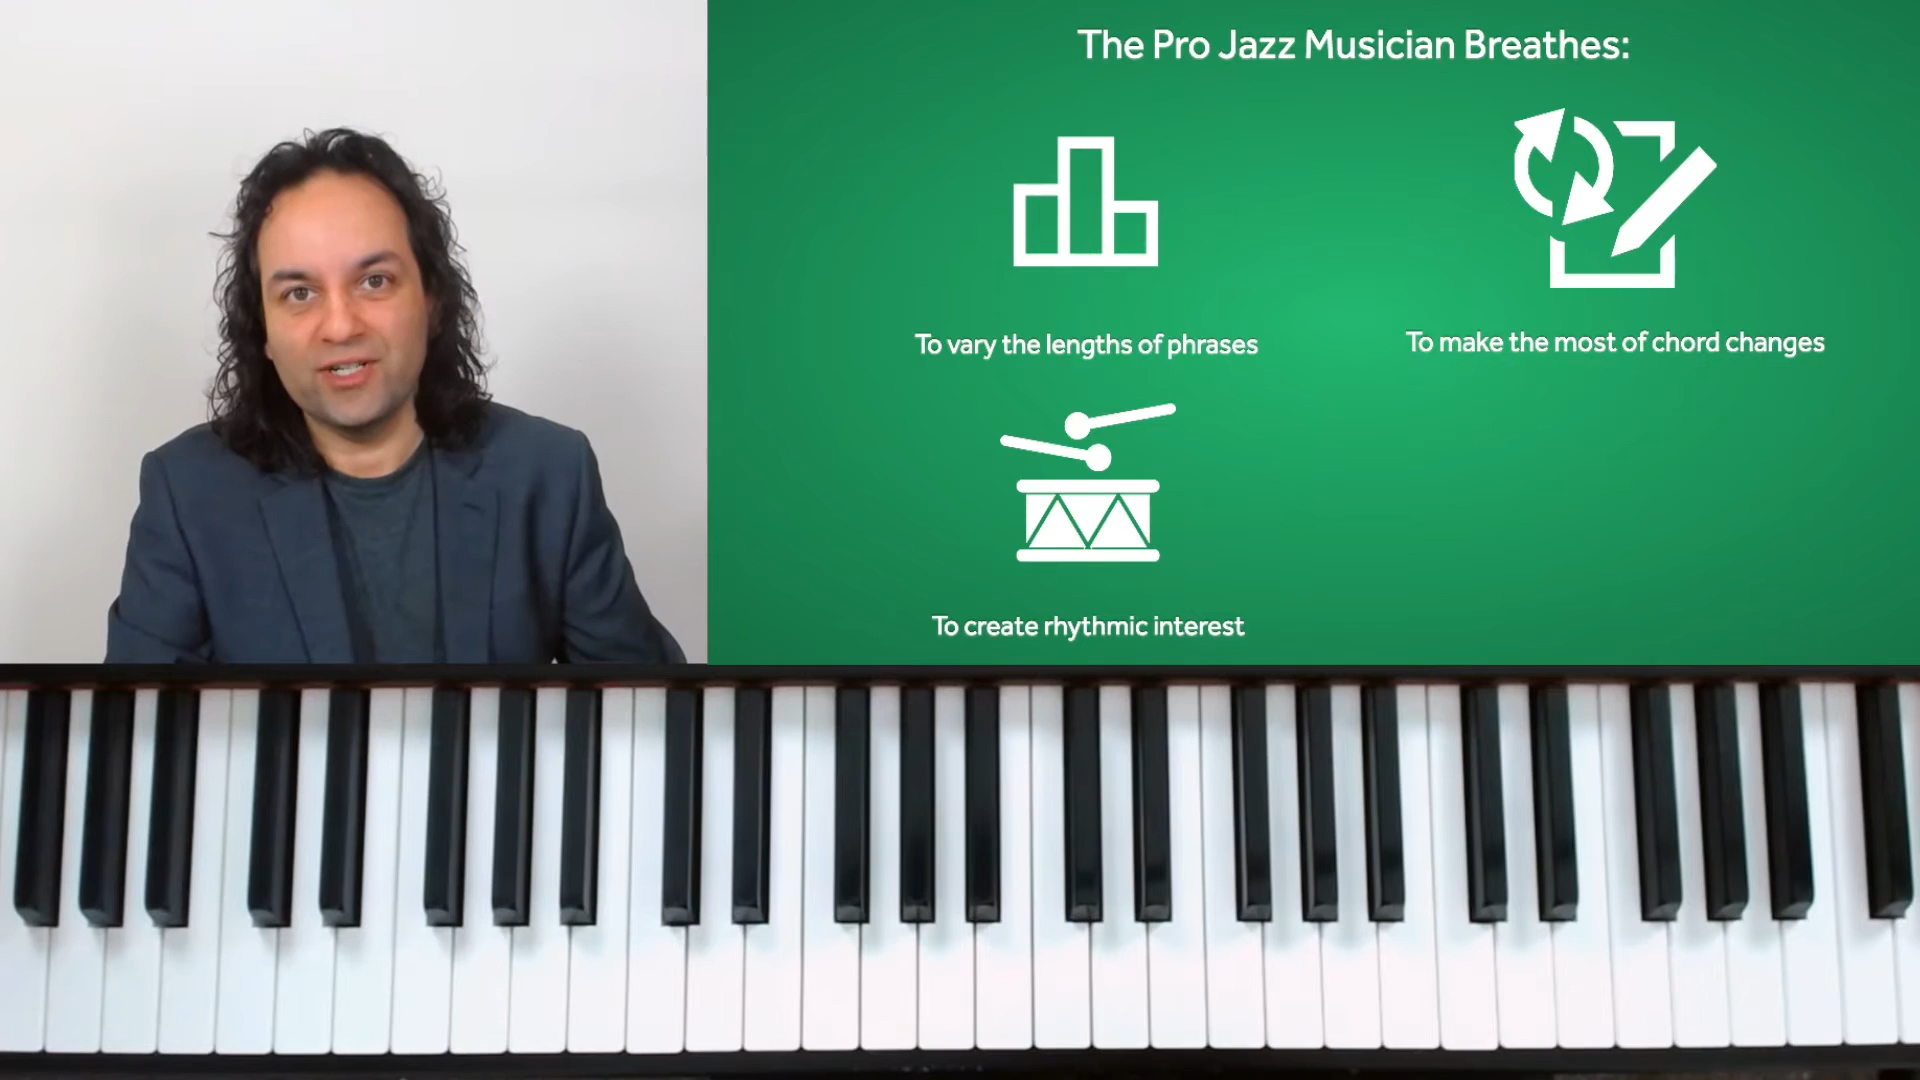 The Pro Jazz Musician Breathes:
To vary the lengths of phrases
To make the most of chord changes
To create rhythmic interest